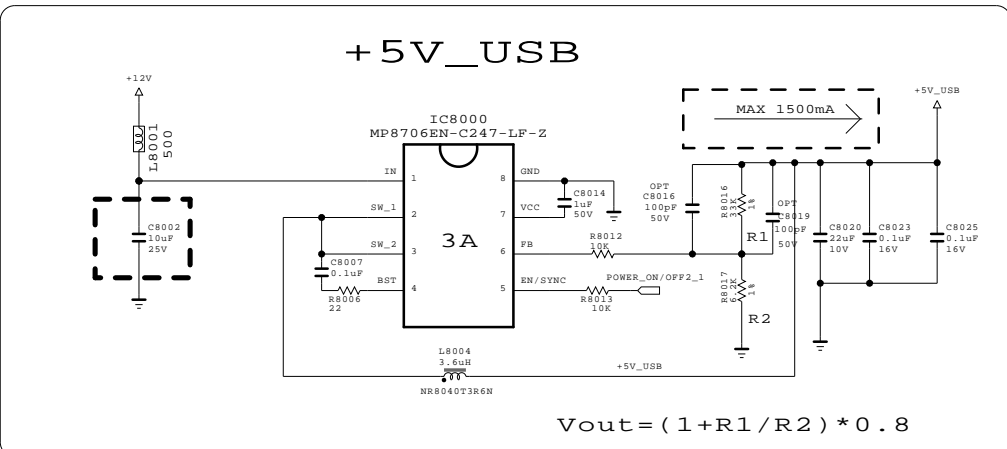 +5V_USB
+12V
L8001
500
C8002
10uF
25V
IC8000
MP8706EN-C247-LF-Z
IN
1
SW_1
2
SW_2
3
BST
4
3A
8
GND
7
VCC
6
FB
5
EN/SYNC
C8007
0.1uF
R8006
22
C8014
1uF
50V
R8012
10K
R8013
10K
POWER_ON/OFF2_1
L8004
3.6uH
NR8040T3R6N
+5V_USB
MAX 1500mA
OPT
C8016
100pF
50V
R8016
33K
1%
R1
OPT
C8019
100pF
50V
R8017
6.2K
1%
R2
C8020
22uF
10V
C8023
0.1uF
16V
C8025
0.1uF
16V
+5V_USB
Vout=(1+R1/R2)*0.8